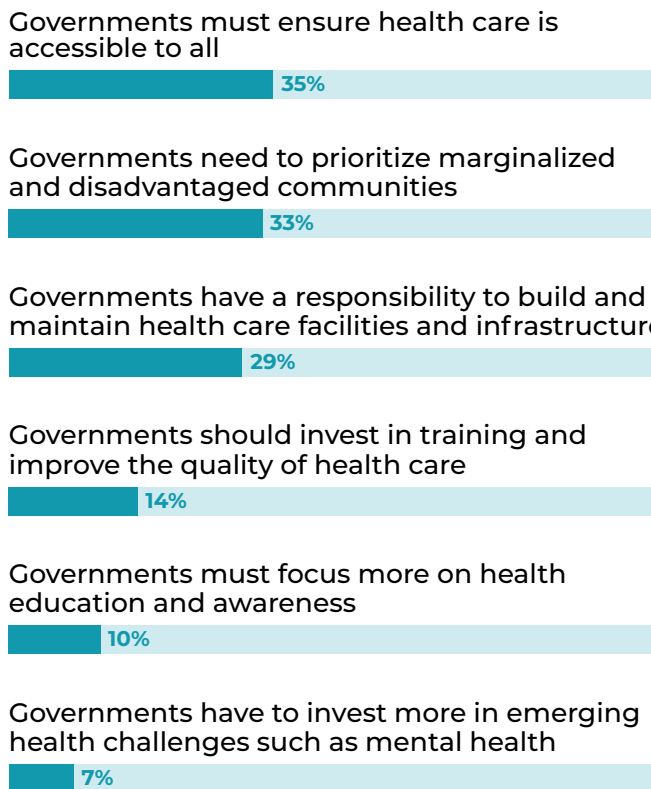 Governments must ensure health care is
accessible to all
35%
Governments need to prioritize marginalized
and disadvantaged communities
33%
Governments have a responsibility to build and
maintain health care facilities and infrastructure
29%
Governments should invest in training and
improve the quality of health care
14%
Governments must focus more on health
education and awareness
10%
Governments have to invest more in emerging
health challenges such as mental health
7%